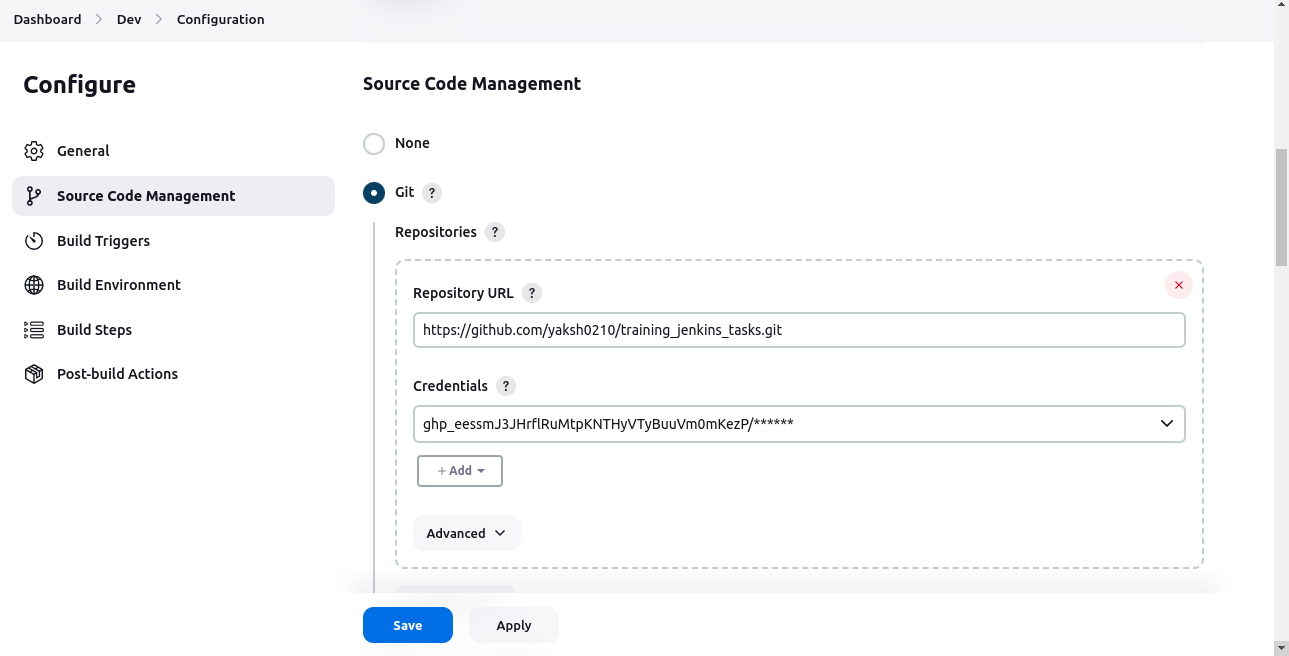 Dashboard > Dev > Configuration
Configure
General
Source Code Management
Build Triggers
Build Environment
Build Steps
Post-build Actions
Source Code Management
None
Git ?
Repositories ?
Repository URL ?
https://github.com/yaksh0210/training_jenkins_tasks.git
Credentials ?
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/******
+ Add
Advanced
Save
Apply